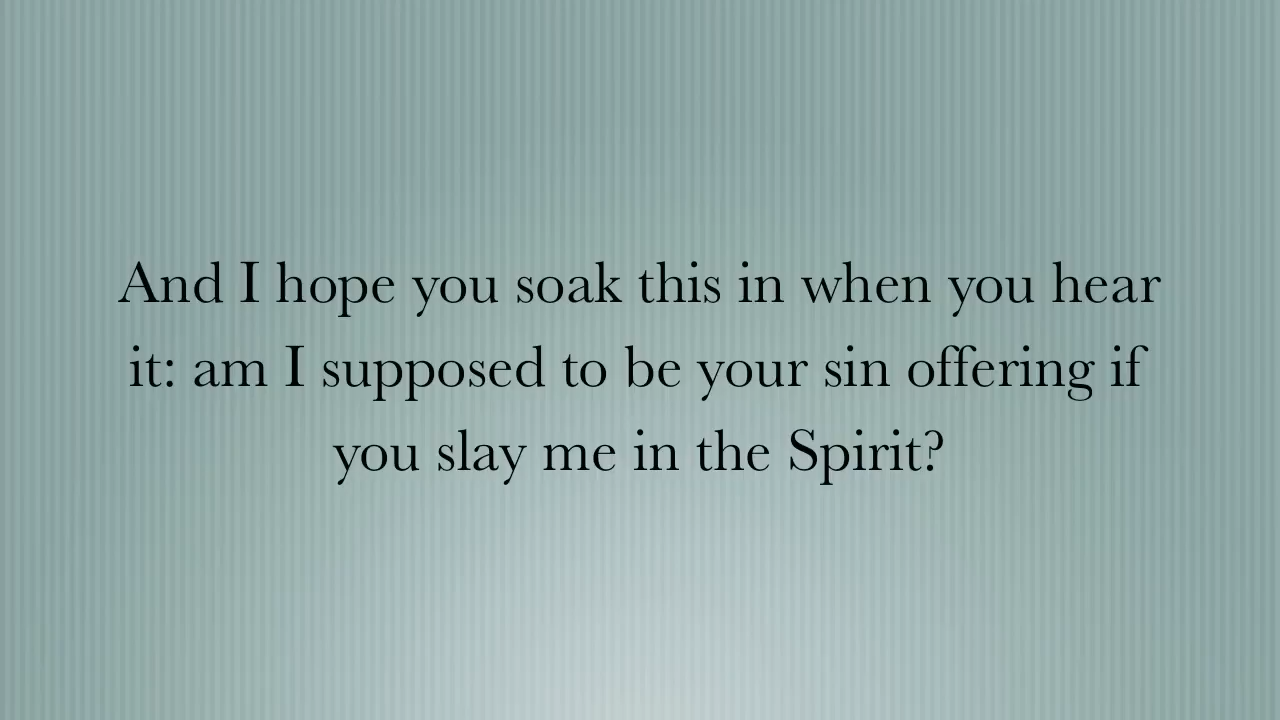 And I hope you soak this in when you hear
it: am I supposed to be your sin offering if
you slay me in the Spirit?